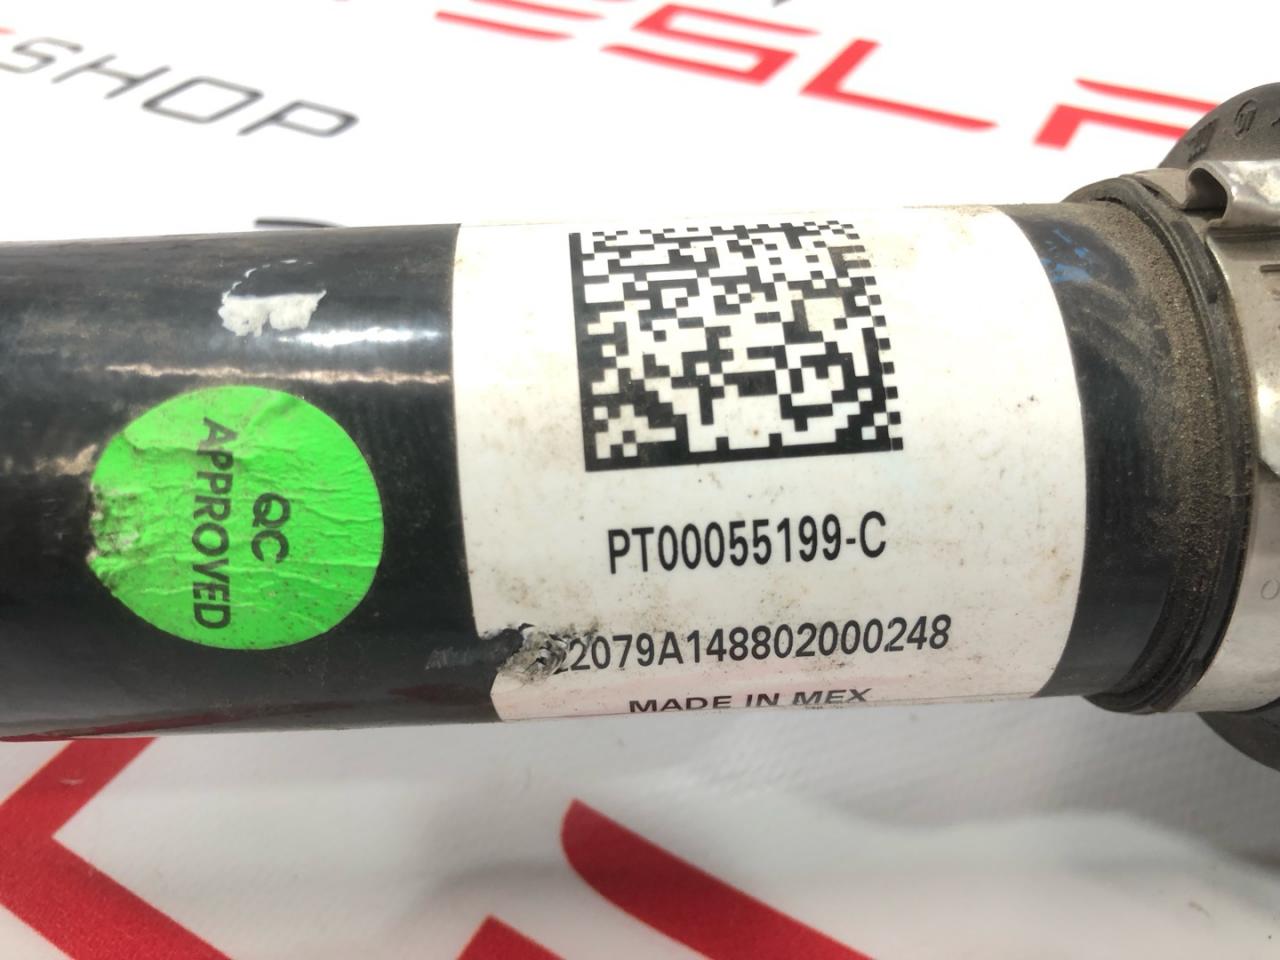 SHOP
QC
APPROVED
PT00055199-C
22079A148802000248
MADE IN MEX